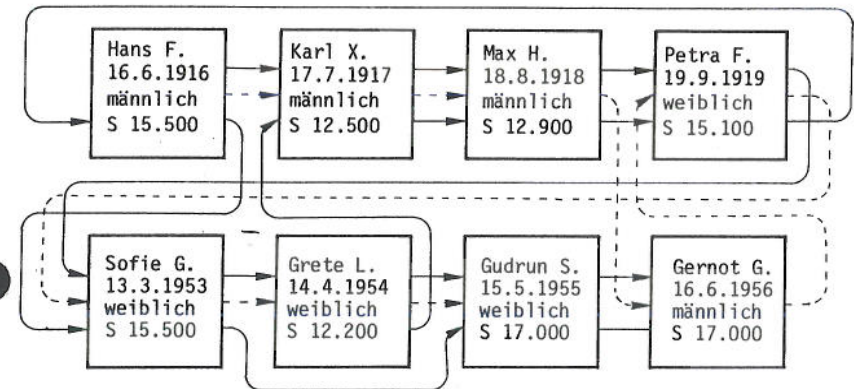 Hans F.
16.6.1916
männlich
S 15.500
Karl X.
17.7.1917
männlich
S 12.500
Max H.
18.8.1918
männlich
S 12.900
Petra F.
19.9.1919
weiblich
S 15.100
Sofie G.
13.3.1953
weiblich
S 15.500
Grete L.
14.4.1954
weiblich
S 12.200
Gudrun S.
15.5.1955
weiblich
S 17.000
Gernot G.
16.6.1956
männlich
S 17.000